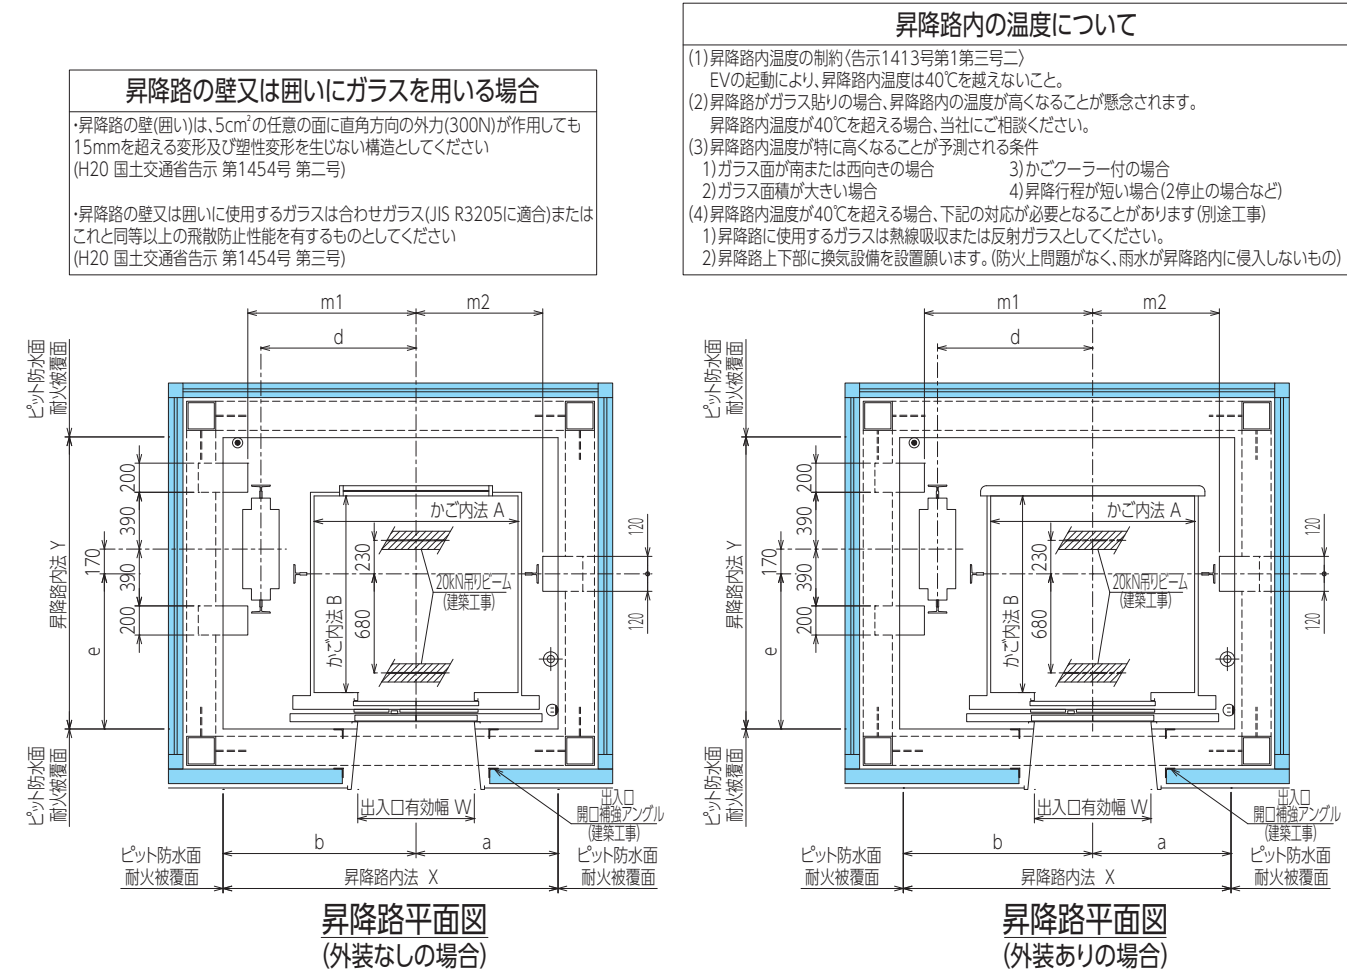 昇降路の壁又は囲いにガラスを用いる場合
・昇降路の壁(囲い)は、5cm²の任意の面に直角方向の外力(300N)が作用しても
15mmを超える変形及び塑性変形を生じない構造としてください
(H20 国土交通省告示 第1454号 第二号)
・昇降路の壁又は囲いに使用するガラスは合わせガラス(JIS R3205に適合)または
これと同等以上の飛散防止性能を有するものとしてください
(H20 国土交通省告示 第1454号 第三号)
昇降路内の温度について
(1)昇降路内温度の制約〈告示1413号第1第三号ニ〉
EVの起動により、昇降路内温度は40℃を越えないこと。
(2)昇降路がガラス貼りの場合、昇降路内の温度が高くなることが懸念されます。
昇降路内温度が40℃を超える場合、当社にご相談ください。
(3)昇降路内温度が特に高くなることが予測される条件
1)ガラス面が南または西向きの場合 3)かごクーラー付の場合
2)ガラス面積が大きい場合 4)昇降行程が短い場合(2停止の場合など)
(4)昇降路内温度が40℃を超える場合、下記の対応が必要となることがあります(別途工事)
1)昇降路に使用するガラスは熱線吸収または反射ガラスとしてください。
2)昇降路上下部に換気設備を設置願います。(防火上問題がなく、雨水が昇降路内に侵入しないもの)
m1
m2
d
ピット防水面
耐火被覆面
昇降路内法 Y
200
390
170
390
200
e
かご内法 A
かご内法 B
230
680
20kN吊りビーム
(建築工事)
120
120
ピット防水面
耐火被覆面
出入口有効幅 W
出入口
開口補強アングル
(建築工事)
b
a
ピット防水面
耐火被覆面
昇降路内法 X
ピット防水面
耐火被覆面
昇降路平面図
(外装なしの場合)
m1
m2
d
ピット防水面
耐火被覆面
昇降路内法 Y
200
390
170
390
200
e
かご内法 A
かご内法 B
230
680
20kN吊りビーム
(建築工事)
120
120
ピット防水面
耐火被覆面
出入口有効幅 W
出入口
開口補強アングル
(建築工事)
b
a
ピット防水面
耐火被覆面
昇降路内法 X
ピット防水面
耐火被覆面
昇降路平面図
(外装ありの場合)